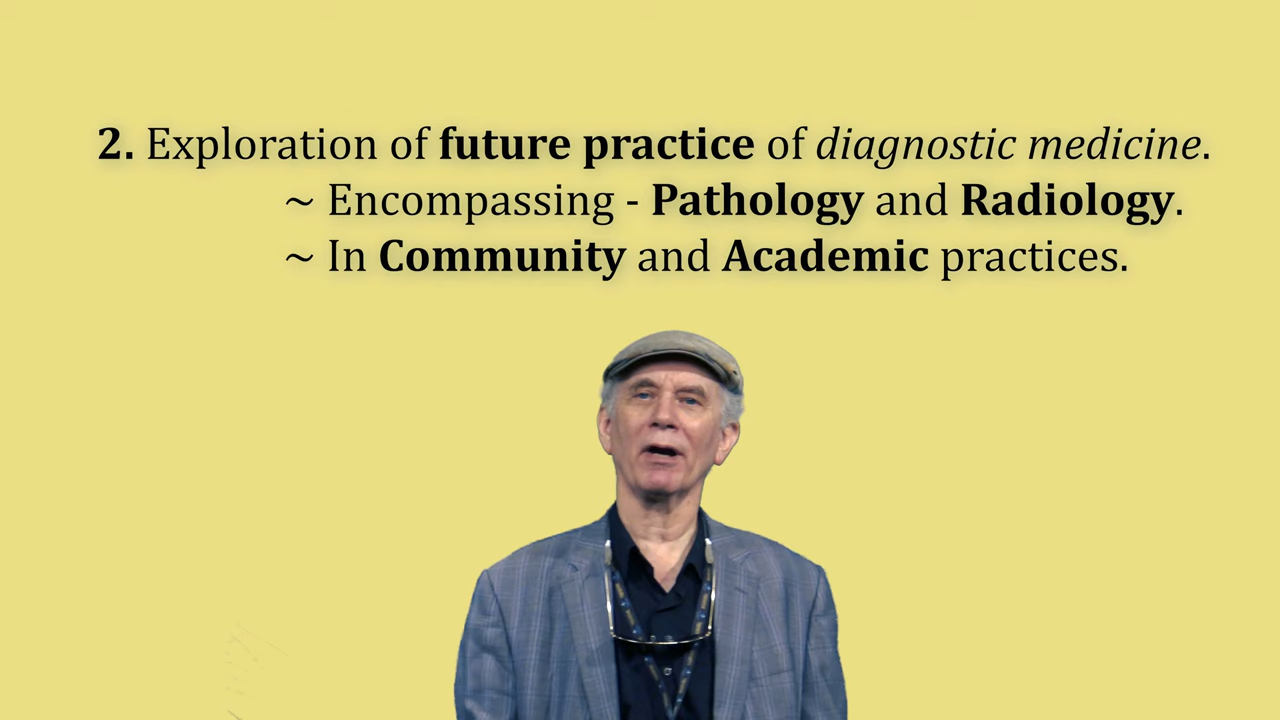 2. Exploration of future practice of diagnostic medicine.
~ Encompassing - Pathology and Radiology.
~ In Community and Academic practices.